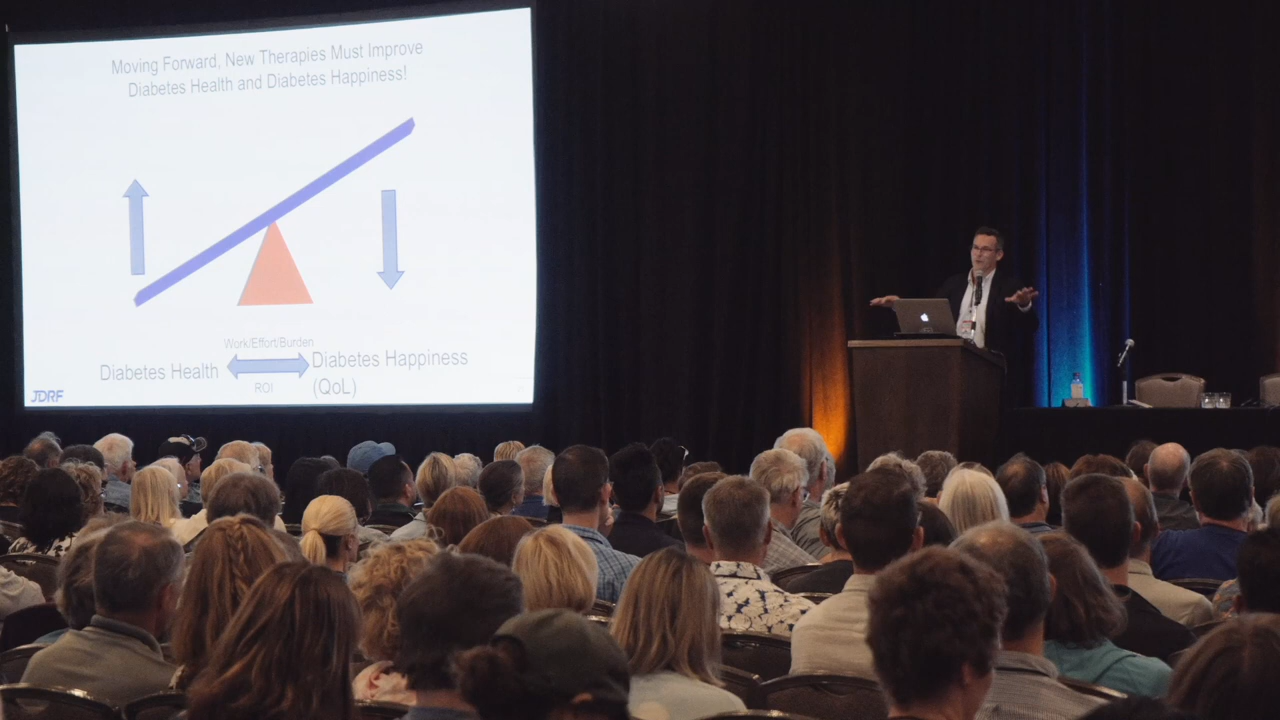 Moving Forward, New Therapies Must Improve
Diabetes Health and Diabetes Happiness!
Work/Effort/Burden
Diabetes Health
Diabetes Happiness
(QoL)
ROI
JDRF